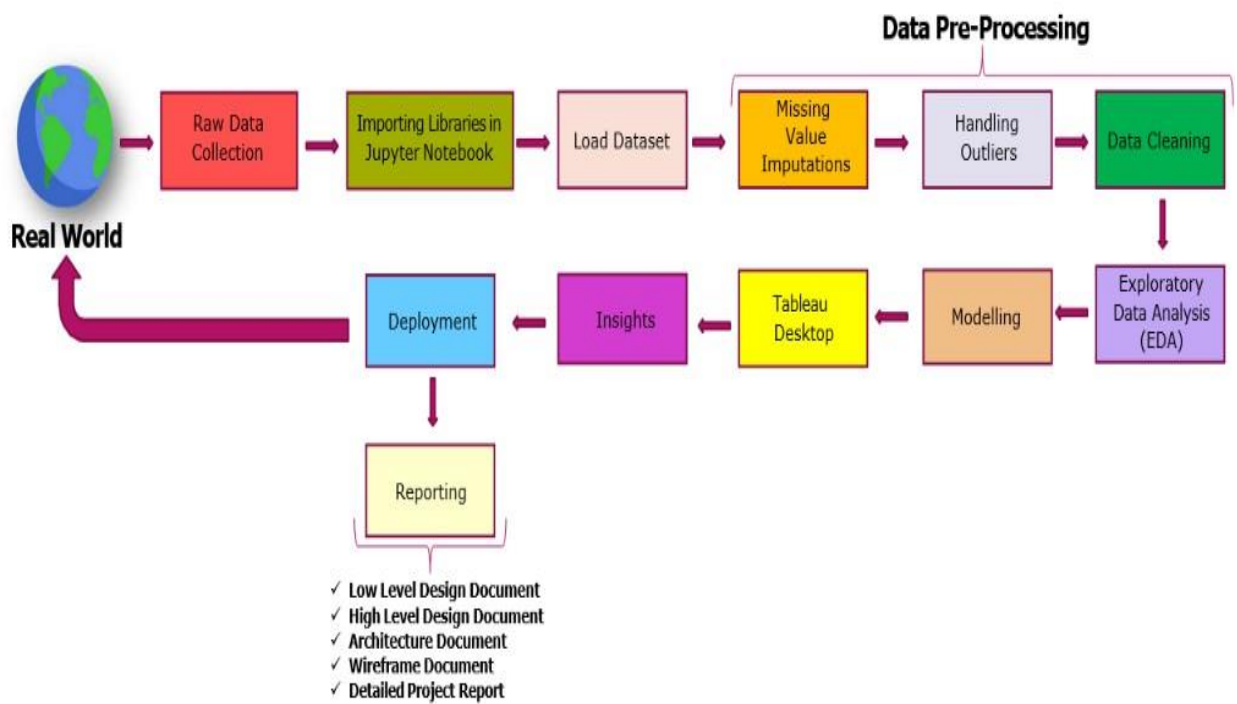 Data Pre-Processing
Raw Data
Collection
Importing Libraries in
Jupyter Notebook
Load Dataset
Missing
Value
Imputations
Handling
Outliers
Data Cleaning
Real World
Deployment
Insights
Tableau
Desktop
Modelling
Exploratory
Data Analysis
(EDA)
Reporting
✓ Low Level Design Document
✓ High Level Design Document
✓ Architecture Document
✓ Wireframe Document
✓ Detailed Project Report